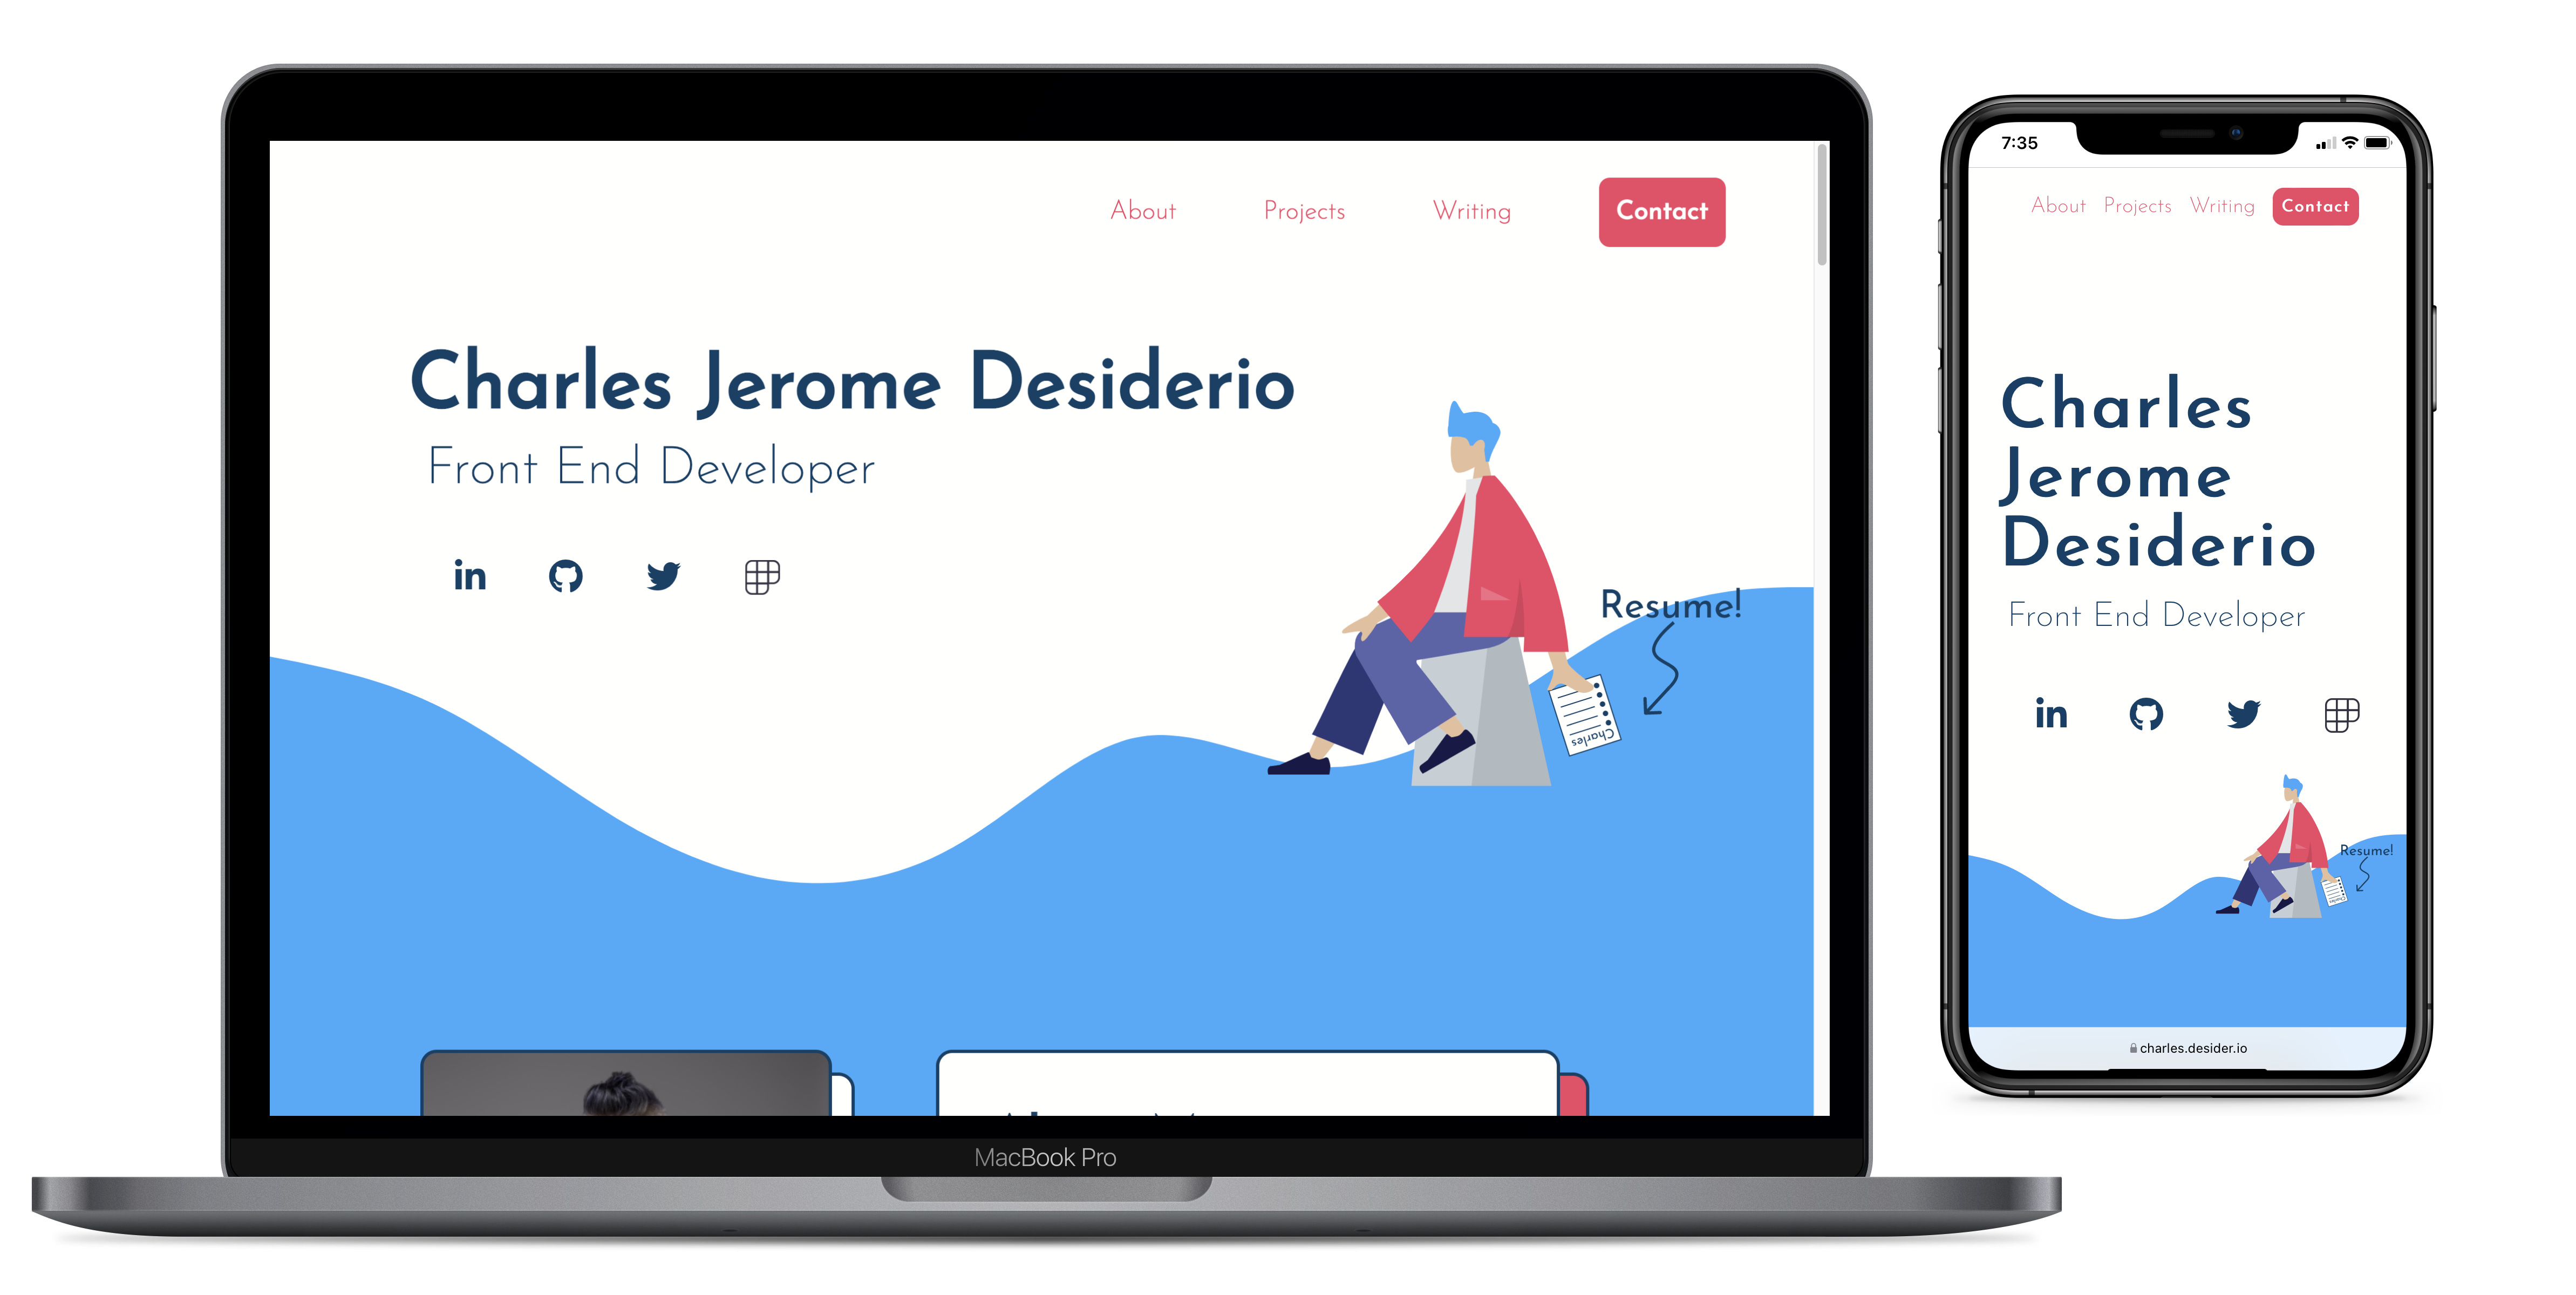 About Projects Writing Contact
Charles Jerome Desiderio
Front End Developer
in
Resume!
Charles
MacBook Pro
7:35
About Projects Writing Contact
Charles
Jerome
Desiderio
Front End Developer
in
Resume!
Charles
charles.desider.io